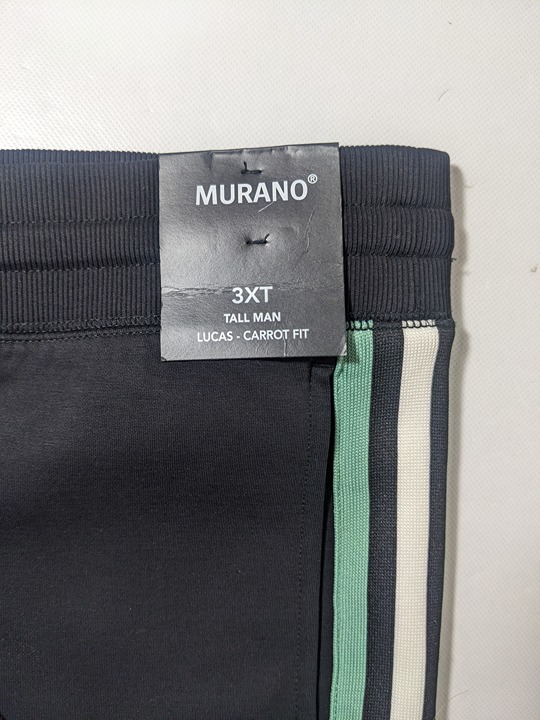 MURANO®
3XT
TALL MAN
LUCAS - CARROT FIT